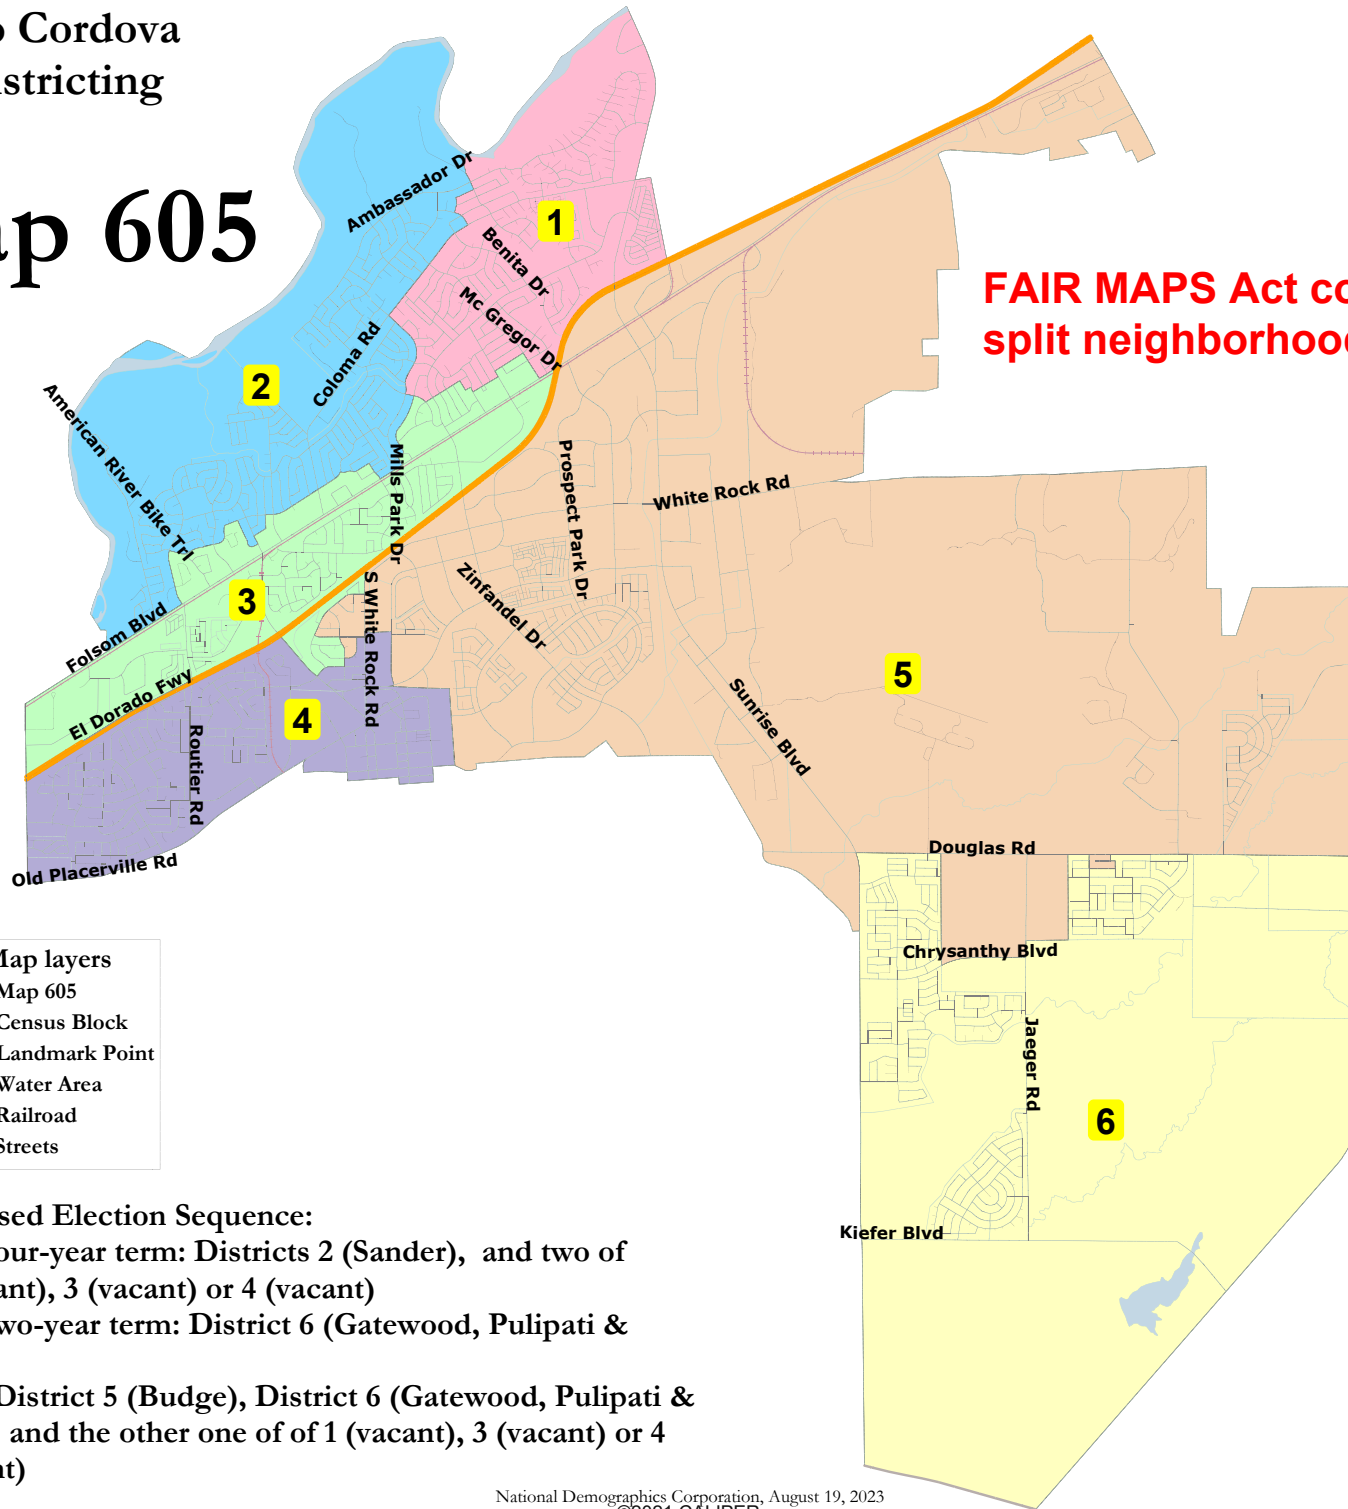 o Cordova
istricting
ap 605
FAIR MAPS Act co
split neighborhood
Ambassador Dr
1
Benita Dr
Mc Gregor Dr
Coloma Rd
2
American River Bike Trl
Mills Park Dr
Prospect Park Dr
White Rock Rd
Zinfandel Dr
S White Rock Rd
3
Folsom Blvd
El Dorado Fwy
4
Routier Rd
Old Placerville Rd
5
Sunrise Blvd
Douglas Rd
Chrysanthy Blvd
Jaeger Rd
6
Kiefer Blvd
Map layers
Map 605
Census Block
Landmark Point
Water Area
Railroad
Streets
sed Election Sequence:
our-year term: Districts 2 (Sander), and two of
ant), 3 (vacant) or 4 (vacant)
wo-year term: District 6 (Gatewood, Pulipati &
District 5 (Budge), District 6 (Gatewood, Pulipati &
and the other one of of 1 (vacant), 3 (vacant) or 4
nt)
National Demographics Corporation, August 19, 2023
©2021 CALIPER